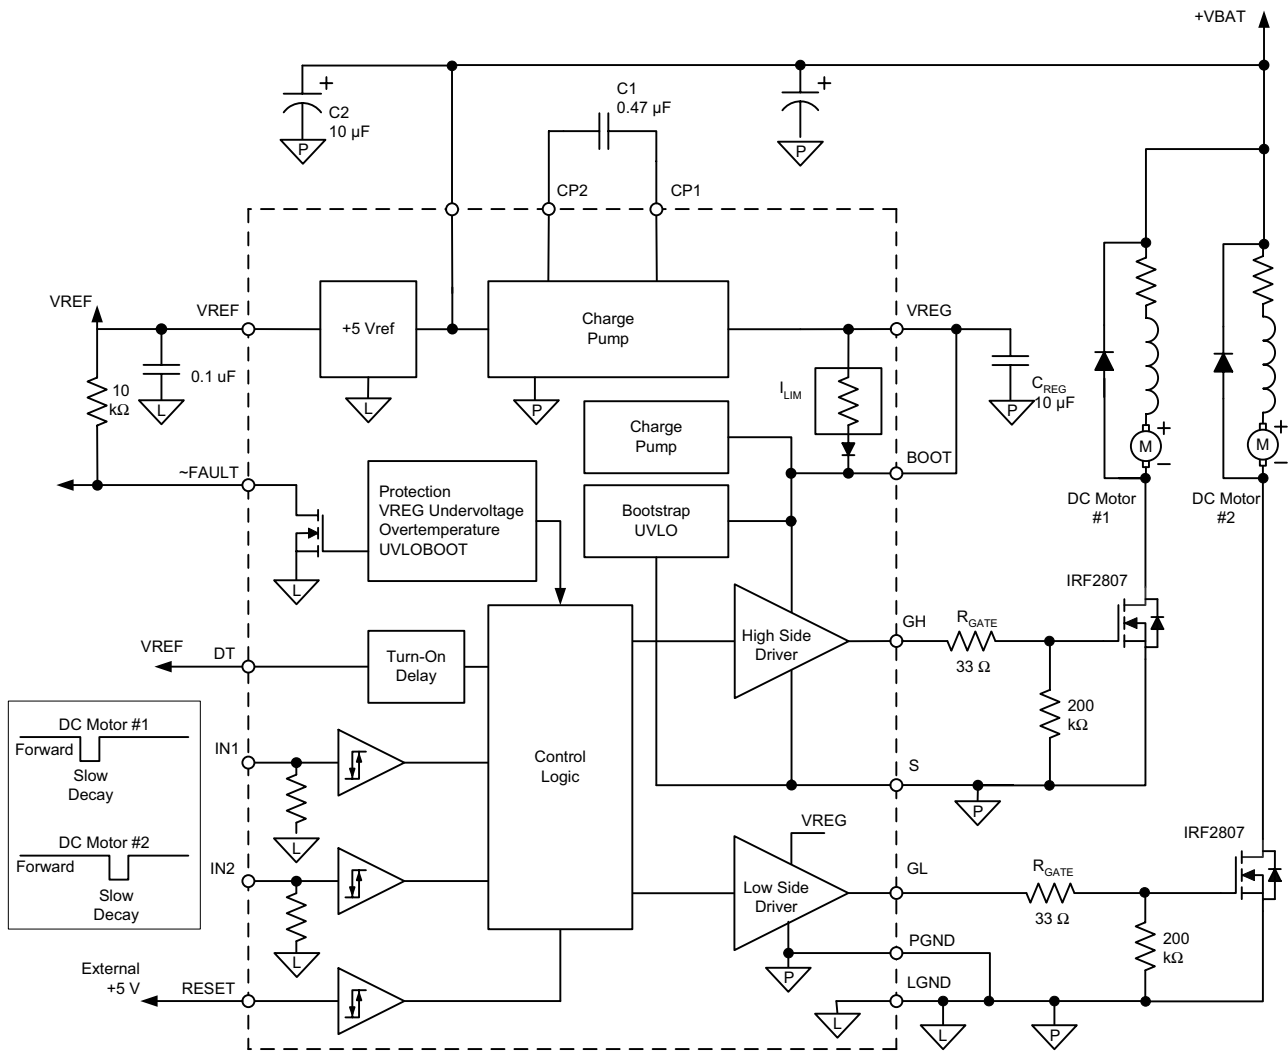 +VBAT
C2
10 µF
C1
0.47 µF
CP2
CP1
P
P
VREF
VREF
+5 Vref
Charge
Pump
VREG
0.1 uF
10
kΩ
L
L
P
I_LIM
C_REG
10 µF
P
Charge
Pump
BOOT
~FAULT
Protection
VREG Undervoltage
Overtemperature
UVLOBOOT
Bootstrap
UVLO
L
M
+
–
M
+
–
DC Motor
#1
DC Motor
#2
IRF2807
VREF
DT
Turn-On
Delay
High Side
Driver
GH
R_GATE
33 Ω
200
kΩ
DC Motor #1
Forward
Slow
Decay
DC Motor #2
Forward
Slow
Decay
IN1
L
Control
Logic
S
P
IN2
L
VREG
Low Side
Driver
GL
R_GATE
33 Ω
IRF2807
200
kΩ
PGND
P
External
+5 V
RESET
LGND
L
L
P